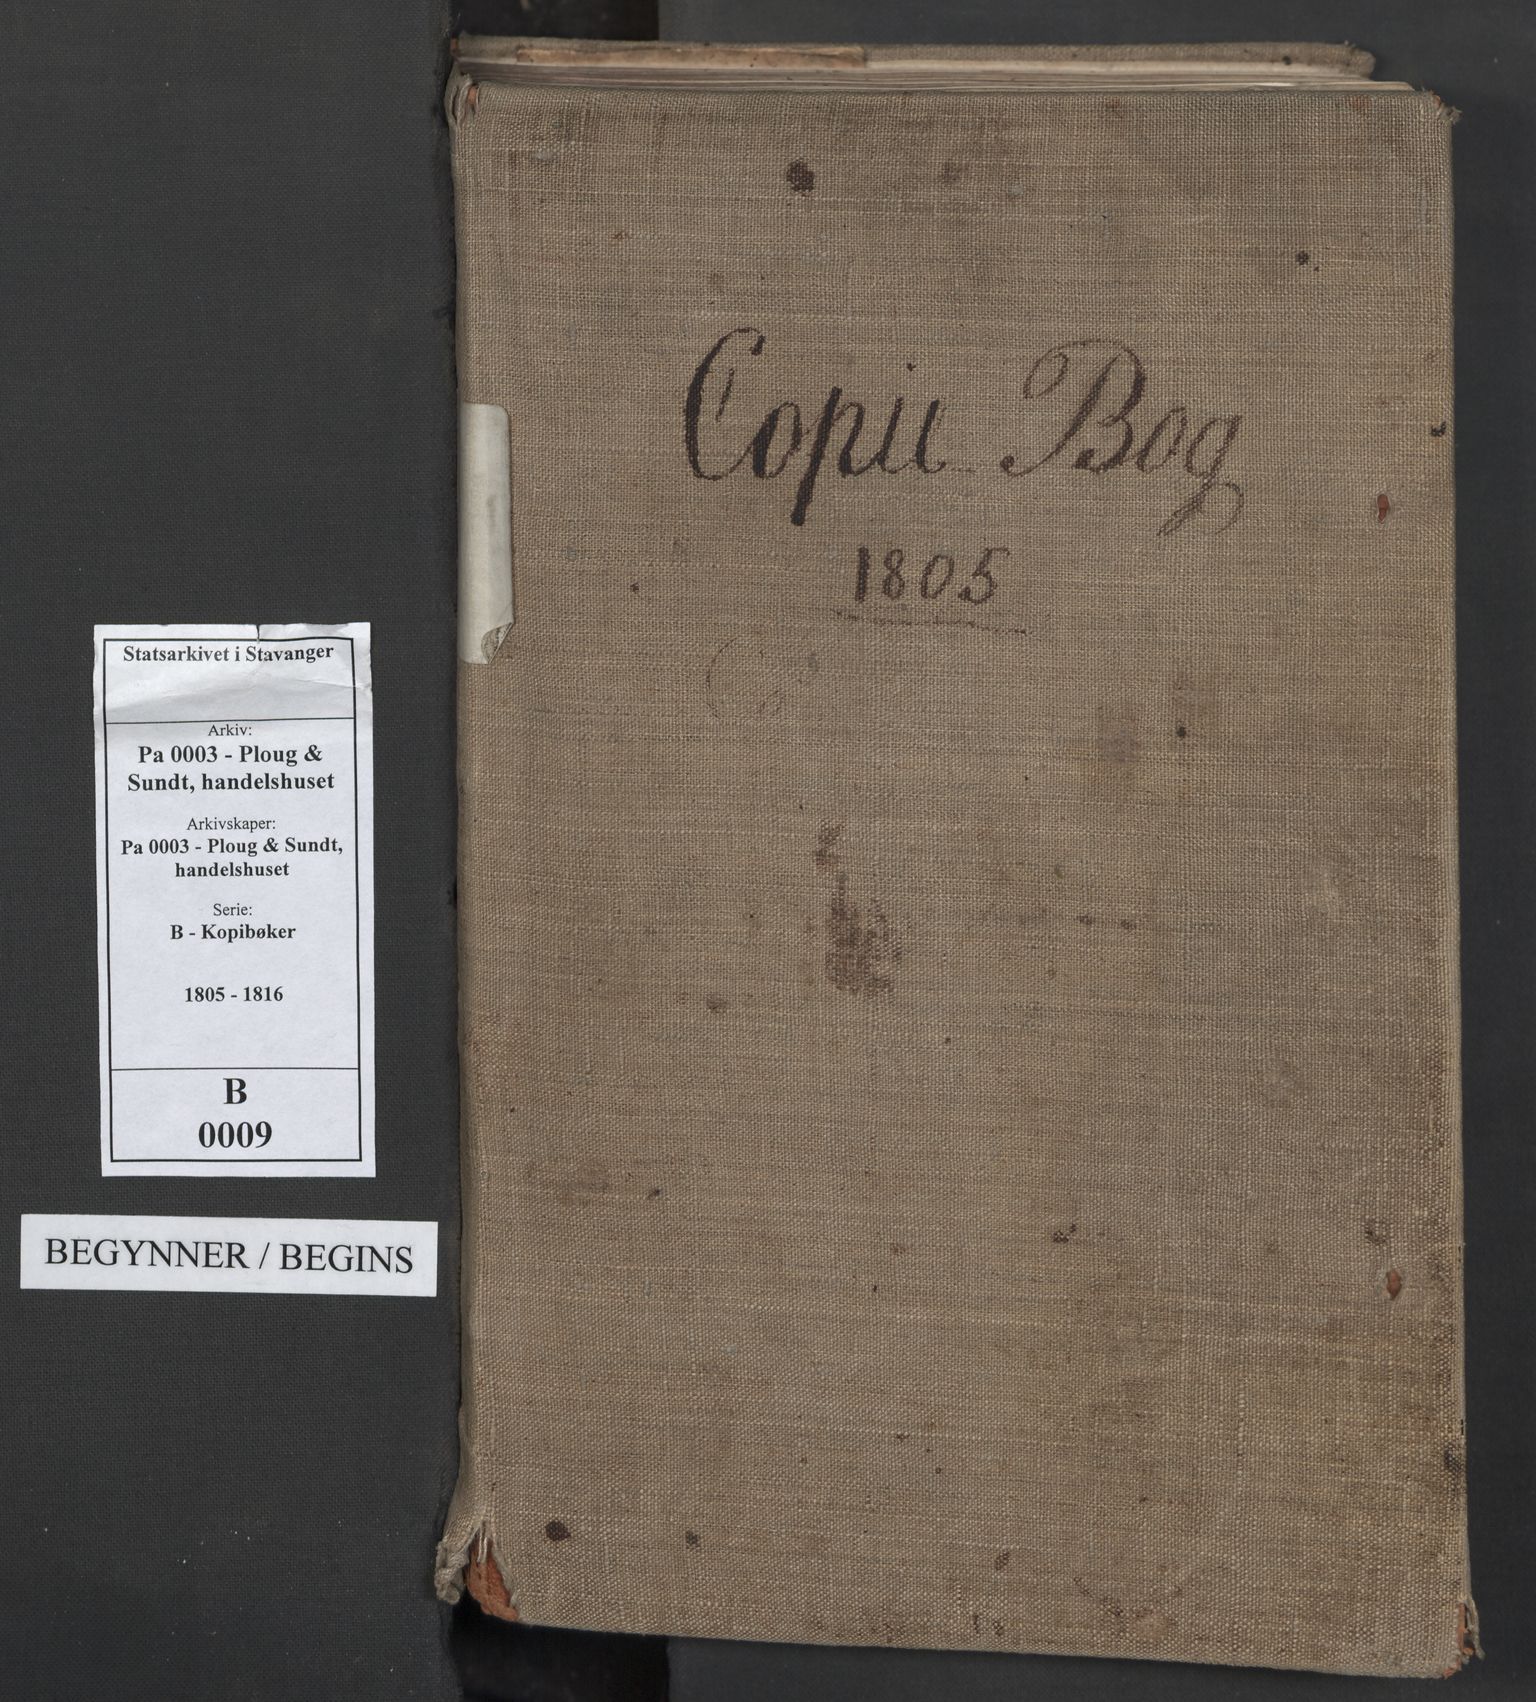 Copie Bog
1805
Statsarkivet i Stavanger
Arkiv:
Pa 0003 - Ploug &
Sundt, handelshuset
Arkivskaper:
Pa 0003 - Ploug & Sundt,
handelshuset
Serie:
B - Kopibøker
1805 - 1816
B
0009
BEGYNNER / BEGINS